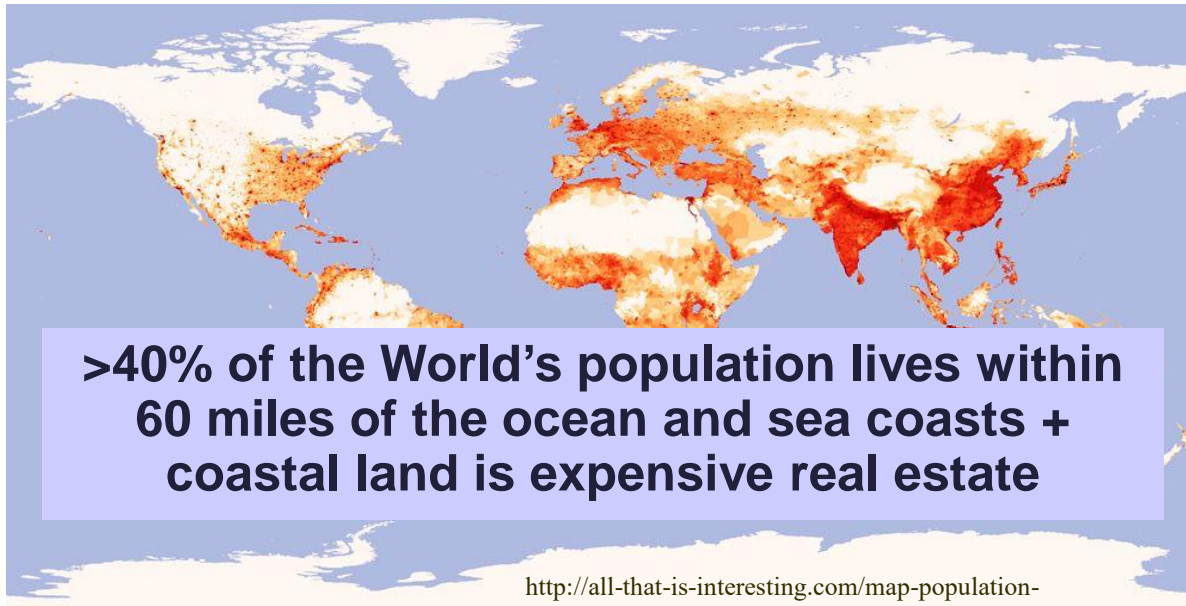 >40% of the World’s population lives within
60 miles of the ocean and sea coasts +
coastal land is expensive real estate
http://all-that-is-interesting.com/map-population-